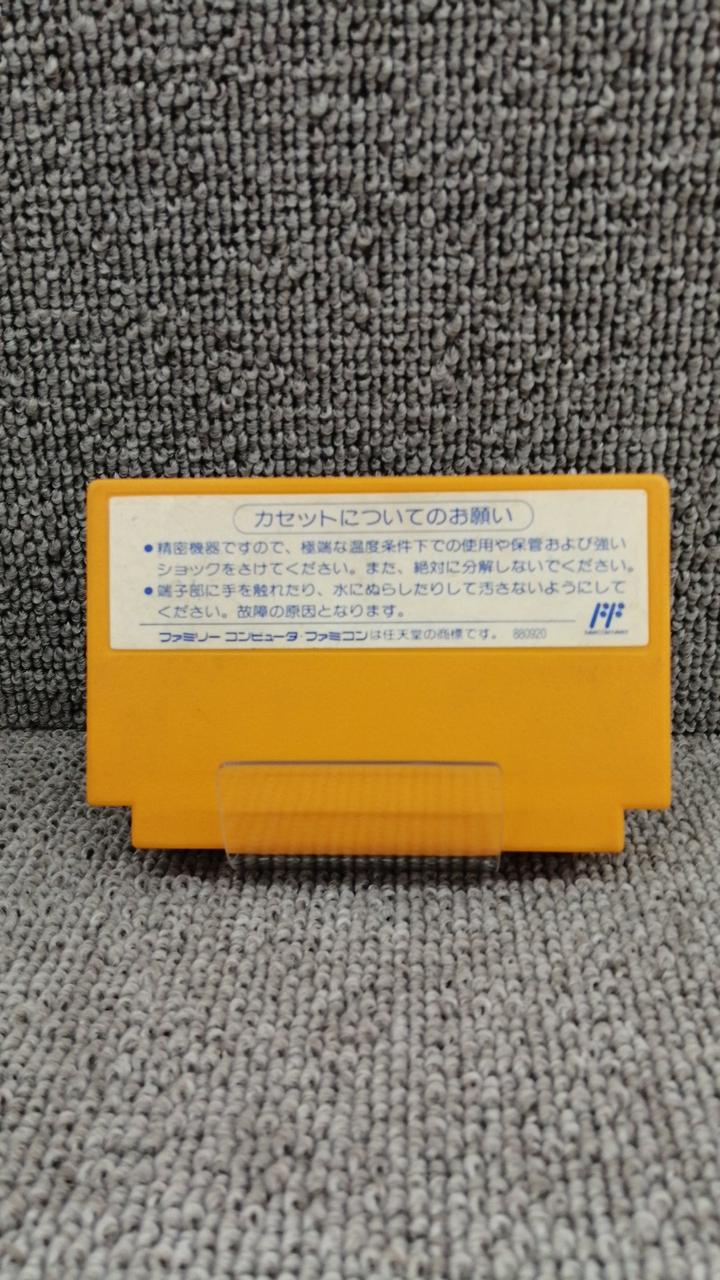 カセットについてのお願い
●精密機器ですので、極端な温度条件下での使用や保管および強い
ショックをさけてください。また、絶対に分解しないでください。
●端子部に手を触れたり、水にぬらしたりして汚さないようにして
ください。故障の原因となります。
ファミリー コンピュータ・ファミコンは任天堂の商標です。 880920